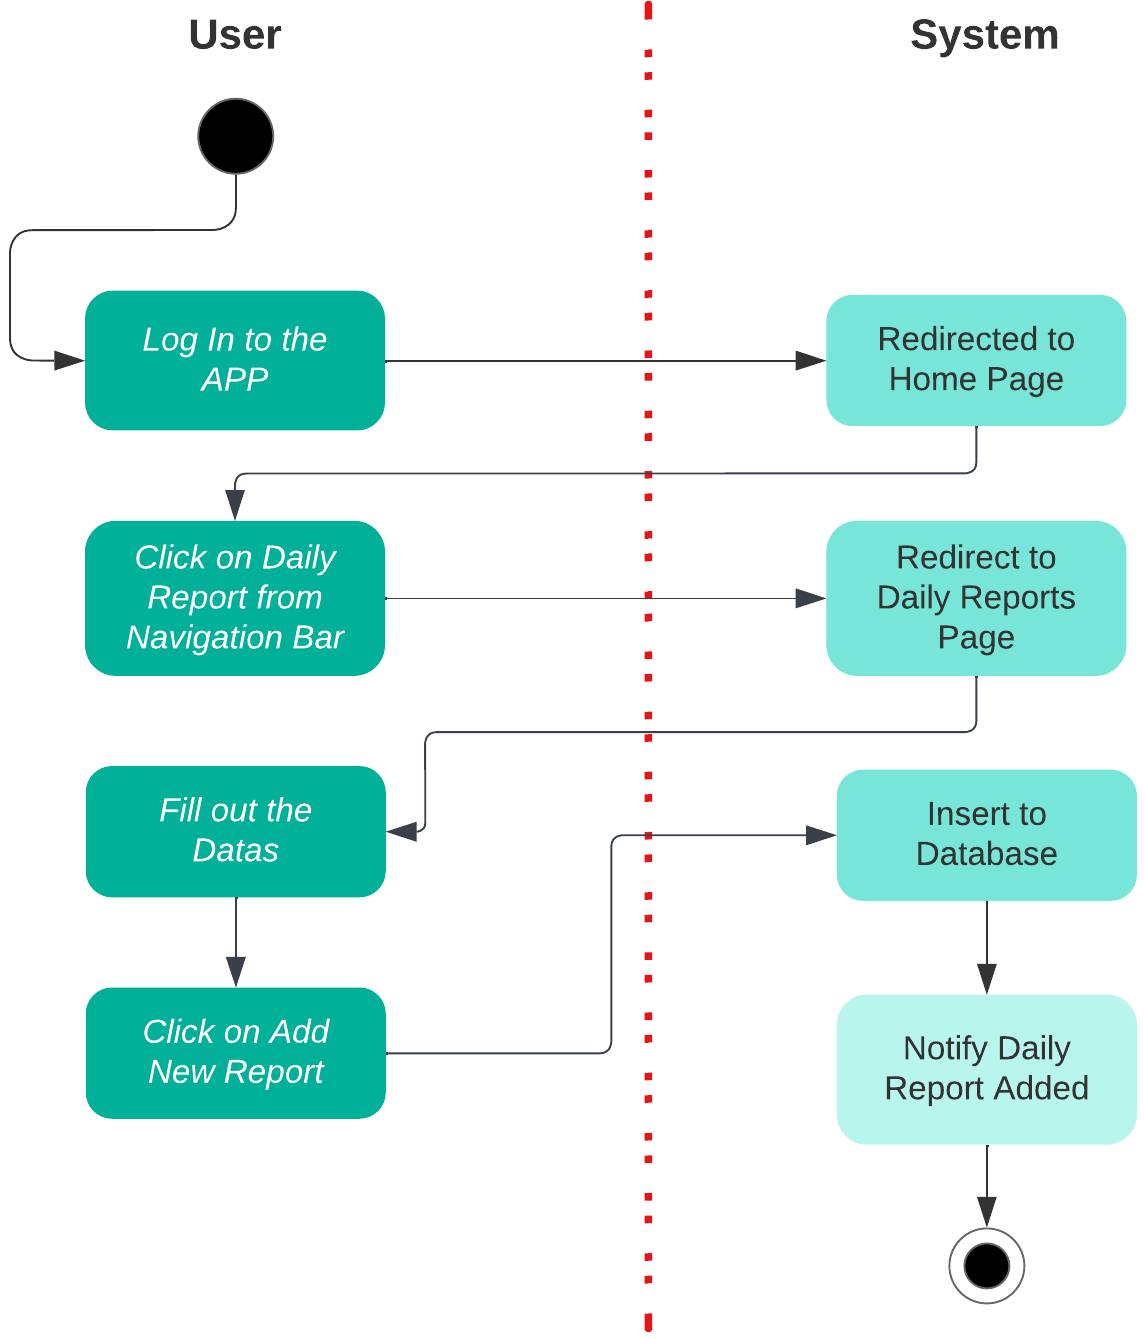 User
System
Log In to the
APP
Redirected to
Home Page
Click on Daily
Report from
Navigation Bar
Redirect to
Daily Reports
Page
Fill out the
Datas
Insert to
Database
Click on Add
New Report
Notify Daily
Report Added